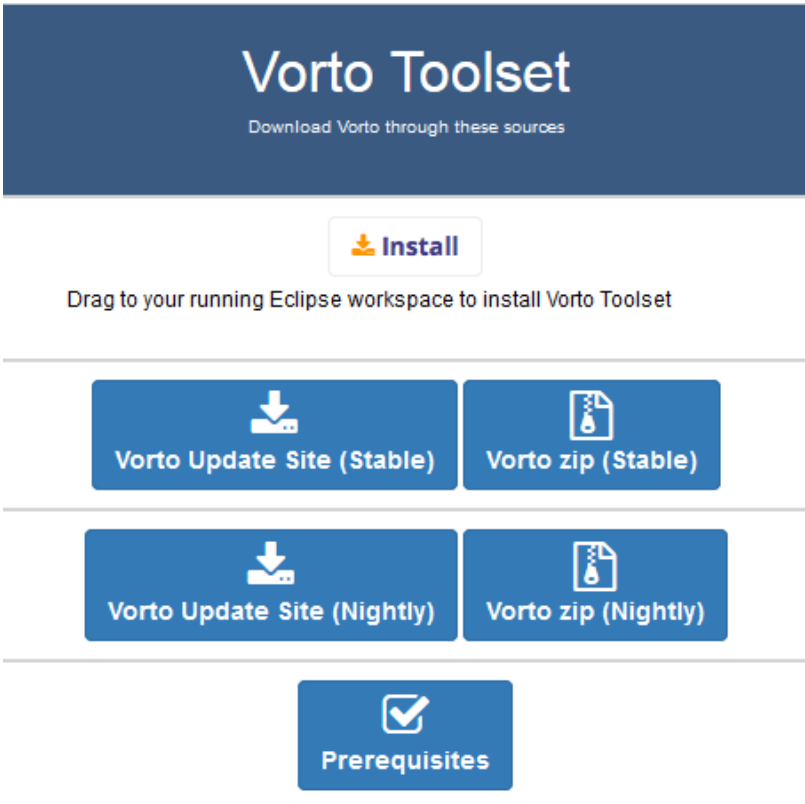 Vorto Toolset
Download Vorto through these sources
Install
Drag to your running Eclipse workspace to install Vorto Toolset
Vorto Update Site (Stable)
Vorto zip (Stable)
Vorto Update Site (Nightly)
Vorto zip (Nightly)
Prerequisites